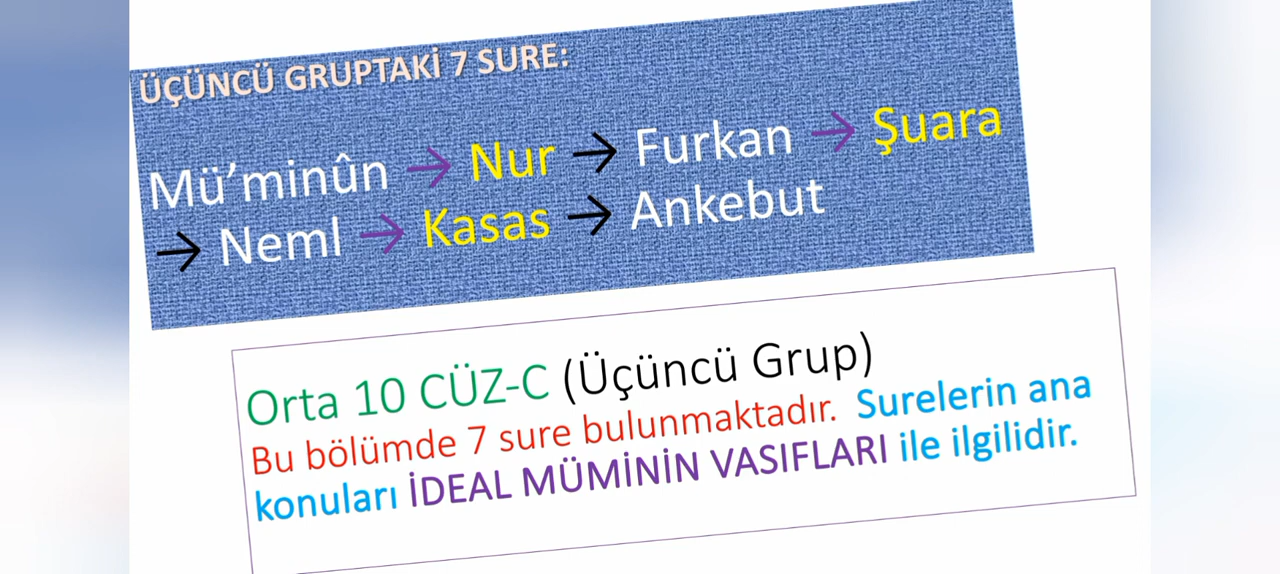 ÜÇÜNCÜ GRUPTAKİ 7 SURE:
Mü’minûn → Nur → Furkan → Şuara
→ Neml → Kasas → Ankebut
Orta 10 CÜZ-C (Üçüncü Grup)
Bu bölümde 7 sure bulunmaktadır. Surelerin ana
konuları İDEAL MÜMİNİN VASIFLARI ile ilgilidir.